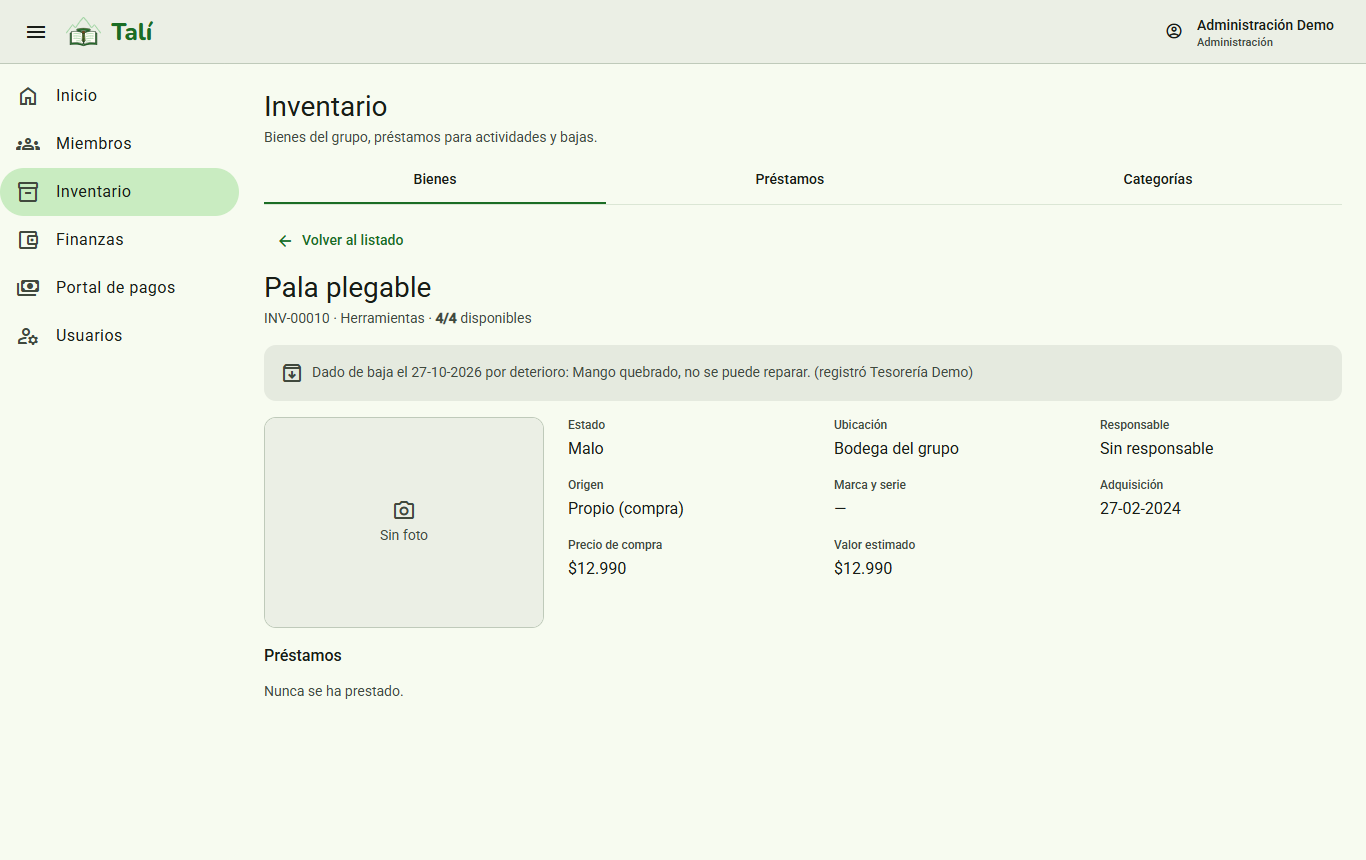 Talí
Administración Demo
Administración
Inicio
Miembros
Inventario
Finanzas
Portal de pagos
Usuarios
Inventario
Bienes del grupo, préstamos para actividades y bajas.
Bienes
Préstamos
Categorías
Volver al listado
Pala plegable
INV-00010 · Herramientas · 4/4 disponibles
Dado de baja el 27-10-2026 por deterioro: Mango quebrado, no se puede reparar. (registró Tesorería Demo)
Sin foto
Estado
Malo
Ubicación
Bodega del grupo
Responsable
Sin responsable
Origen
Propio (compra)
Marca y serie
—
Adquisición
27-02-2024
Precio de compra
$12.990
Valor estimado
$12.990
Préstamos
Nunca se ha prestado.